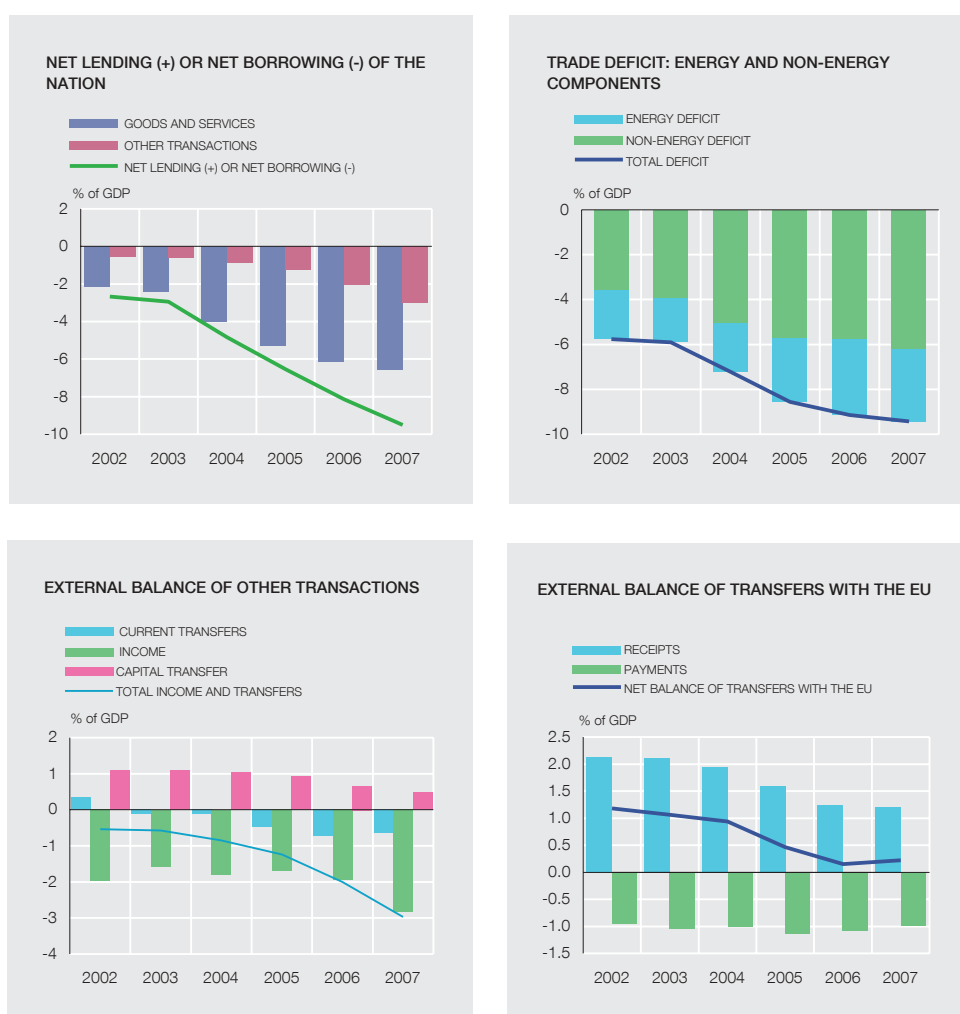 NET LENDING (+) OR NET BORROWING (-) OF THE
NATION
GOODS AND SERVICES
OTHER TRANSACTIONS
NET LENDING (+) OR NET BORROWING (-)
% of GDP
2
0
-2
-4
-6
-8
-10
2002 2003 2004 2005 2006 2007
TRADE DEFICIT: ENERGY AND NON-ENERGY
COMPONENTS
ENERGY DEFICIT
NON-ENERGY DEFICIT
TOTAL DEFICIT
% of GDP
0
-2
-4
-6
-8
-10
2002 2003 2004 2005 2006 2007
EXTERNAL BALANCE OF OTHER TRANSACTIONS
CURRENT TRANSFERS
INCOME
CAPITAL TRANSFER
TOTAL INCOME AND TRANSFERS
% of GDP
2
1
0
-1
-2
-3
-4
2002 2003 2004 2005 2006 2007
EXTERNAL BALANCE OF TRANSFERS WITH THE EU
RECEIPTS
PAYMENTS
NET BALANCE OF TRANSFERS WITH THE EU
% of GDP
2.5
2.0
1.5
1.0
0.5
0.0
-0.5
-1.0
-1.5
2002 2003 2004 2005 2006 2007